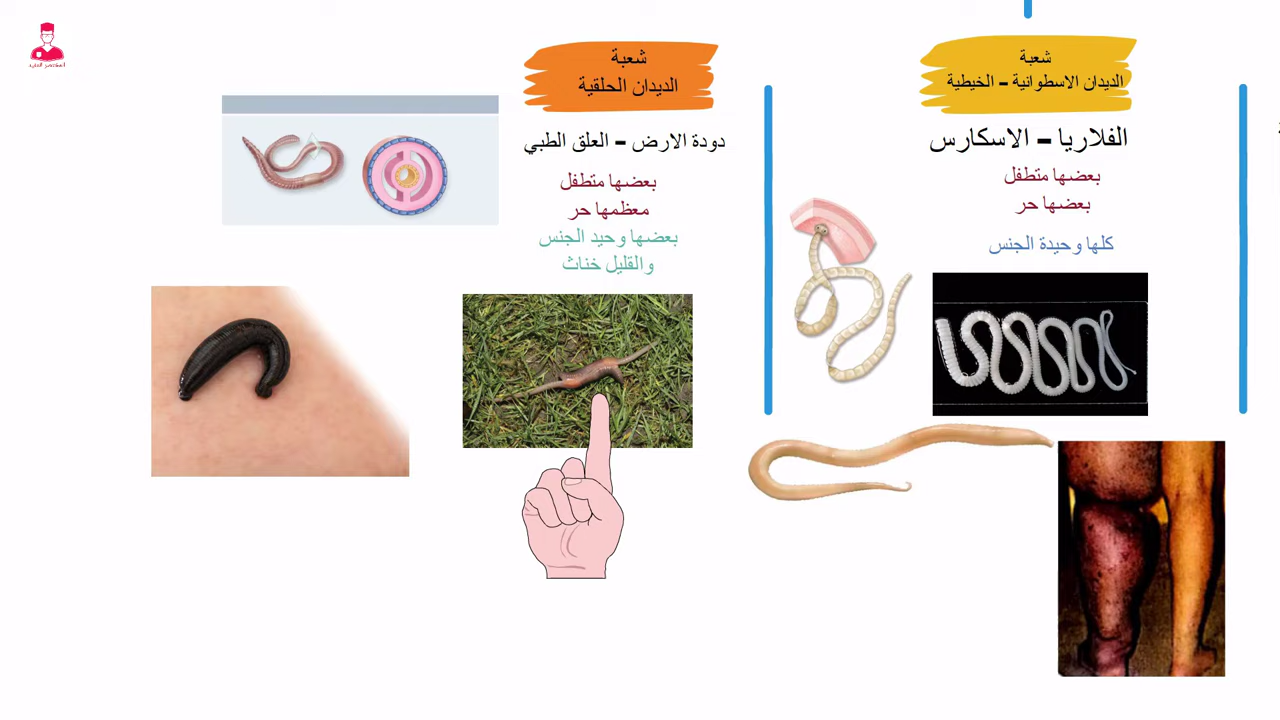 شعبة
الديدان الاسطوانية – الخيطية
الفلاريا – الاسكارس
بعضها متطفل
بعضها حر
كلها وحيدة الجنس
شعبة
الديدان الحلقية
دودة الارض – العلق الطبي
بعضها متطفل
معظمها حر
بعضها وحيد الجنس
والقليل خناث